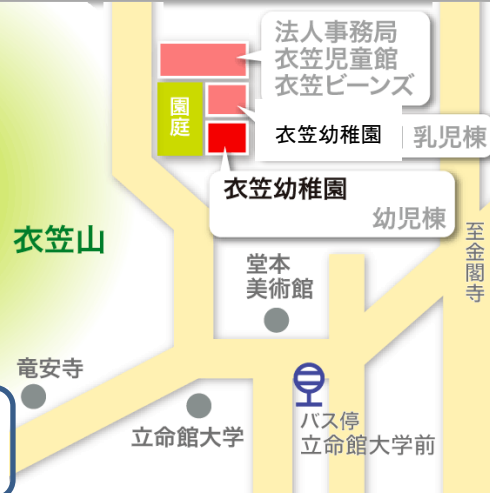 法人事務局
衣笠児童館
衣笠ビーンズ
園庭
衣笠幼稚園
乳児棟
衣笠幼稚園
幼児棟
衣笠山
至金閣寺
堂本
美術館
竜安寺
立命館大学
バス停
立命館大学前